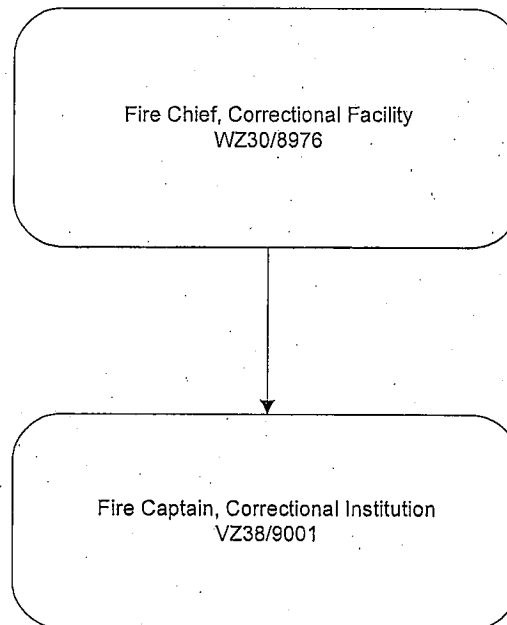 Fire Chief, Correctional Facility
WZ30/8976
Fire Captain, Correctional Institution
VZ38/9001